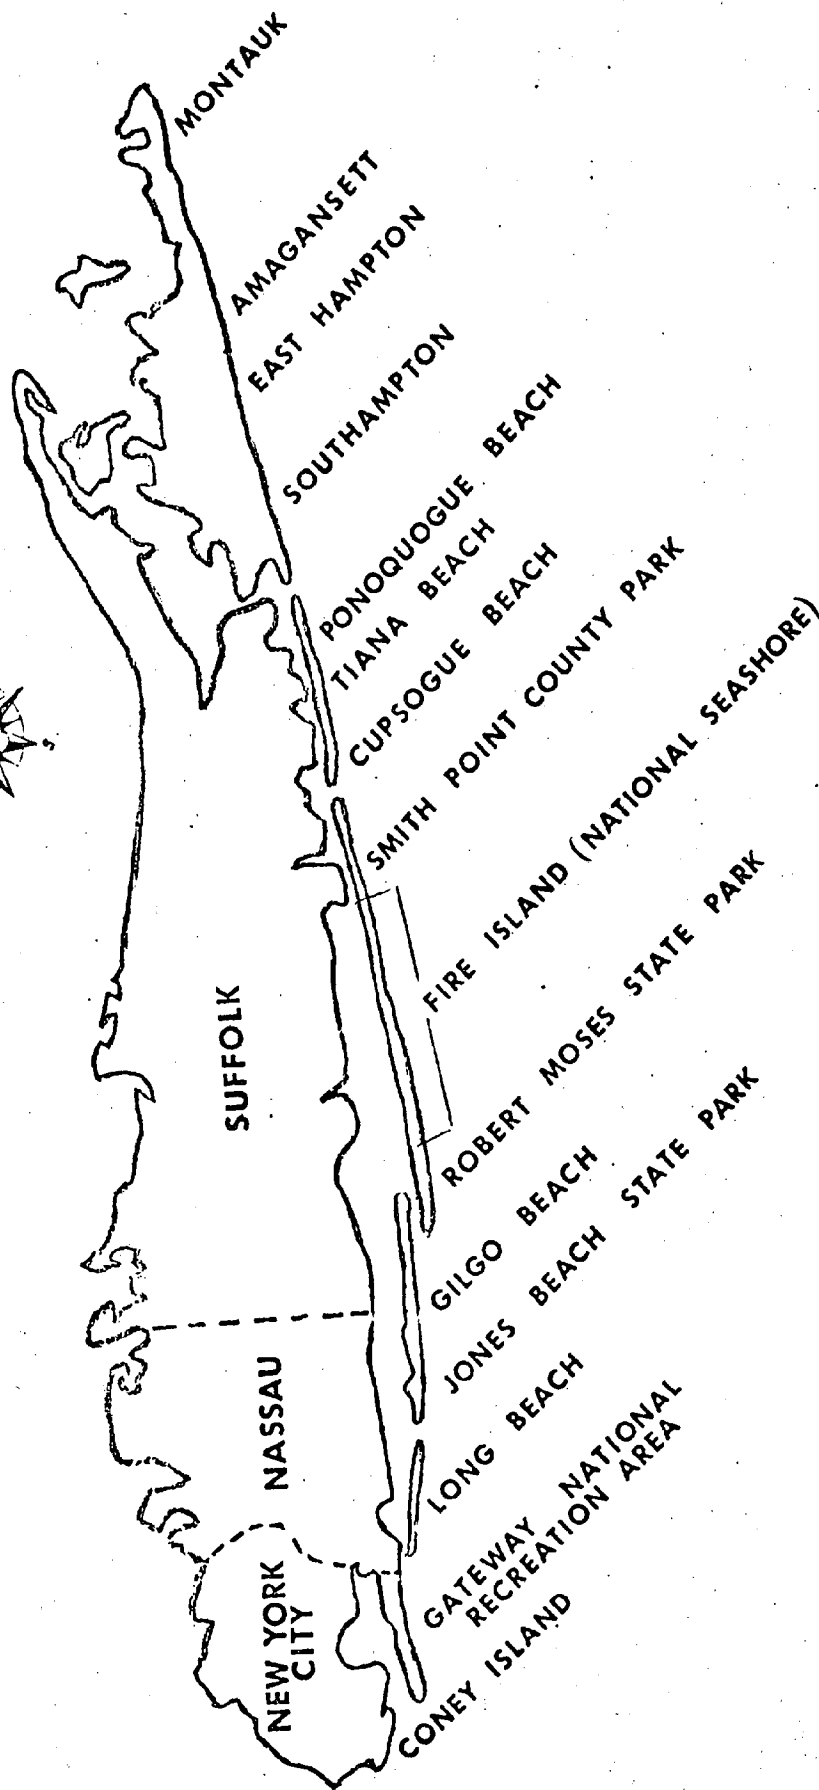 MONTAUK
AMAGANSETT
EAST HAMPTON
SOUTHAMPTON
PONOQUOGUE BEACH
TIANA BEACH
CUPSOGUE BEACH
SMITH POINT COUNTY PARK
FIRE ISLAND (NATIONAL SEASHORE)
ROBERT MOSES STATE PARK
GILGO BEACH
JONES BEACH STATE PARK
LONG BEACH
GATEWAY NATIONAL
RECREATION AREA
CONEY ISLAND
SUFFOLK
NASSAU
NEW YORK
CITY
S